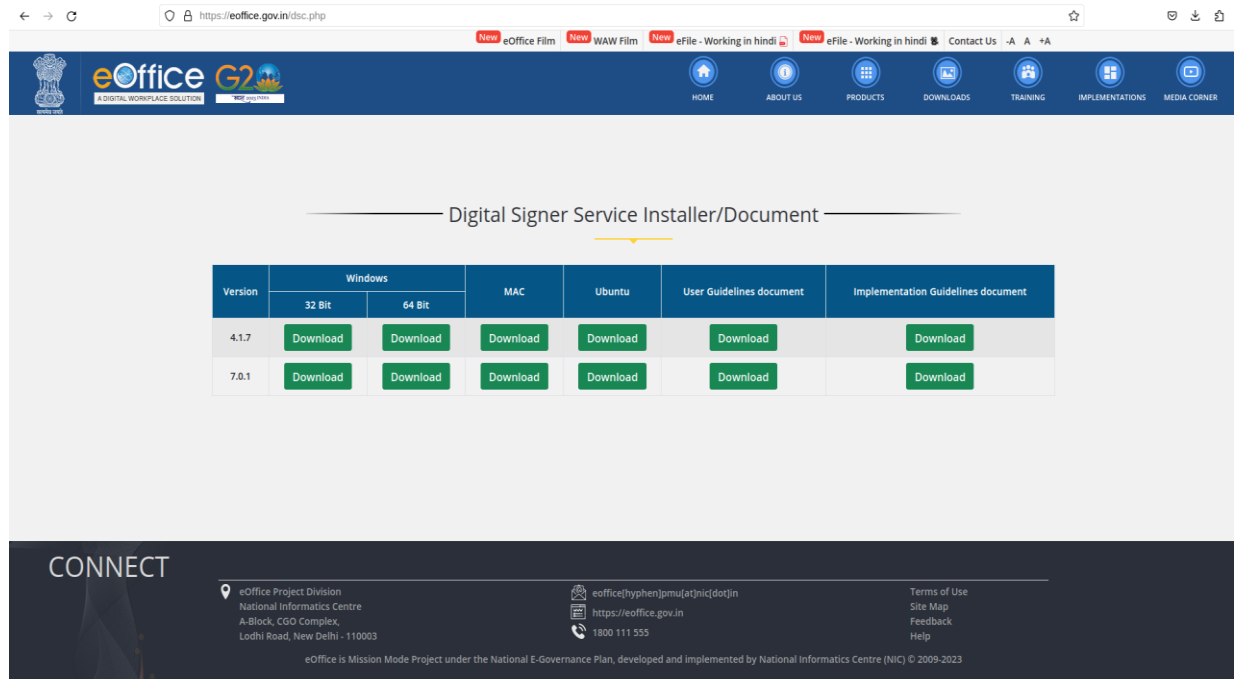 https://eoffice.gov.in/dsc.php
New eOffice Film New WAW Film New eFile - Working in hindi New eFile - Working in hindi Contact Us -A A +A
eOffice G20
A DIGITAL WORKPLACE SOLUTION
HOME ABOUT US PRODUCTS DOWNLOADS TRAINING IMPLEMENTATIONS MEDIA CORNER
Digital Signer Service Installer/Document
Version Windows MAC Ubuntu User Guidelines document Implementation Guidelines document
32 Bit 64 Bit
4.1.7 Download Download Download Download Download Download
7.0.1 Download Download Download Download Download Download
CONNECT
eOffice Project Division
National Informatics Centre
A-Block, CGO Complex,
Lodhi Road, New Delhi - 110003
eoffice[hyphen]pmu[at]nic[dot]in
https://eoffice.gov.in
1800 111 555
Terms of Use
Site Map
Feedback
Help
eOffice is Mission Mode Project under the National E-Governance Plan, developed and implemented by National Informatics Centre (NIC) © 2009-2023